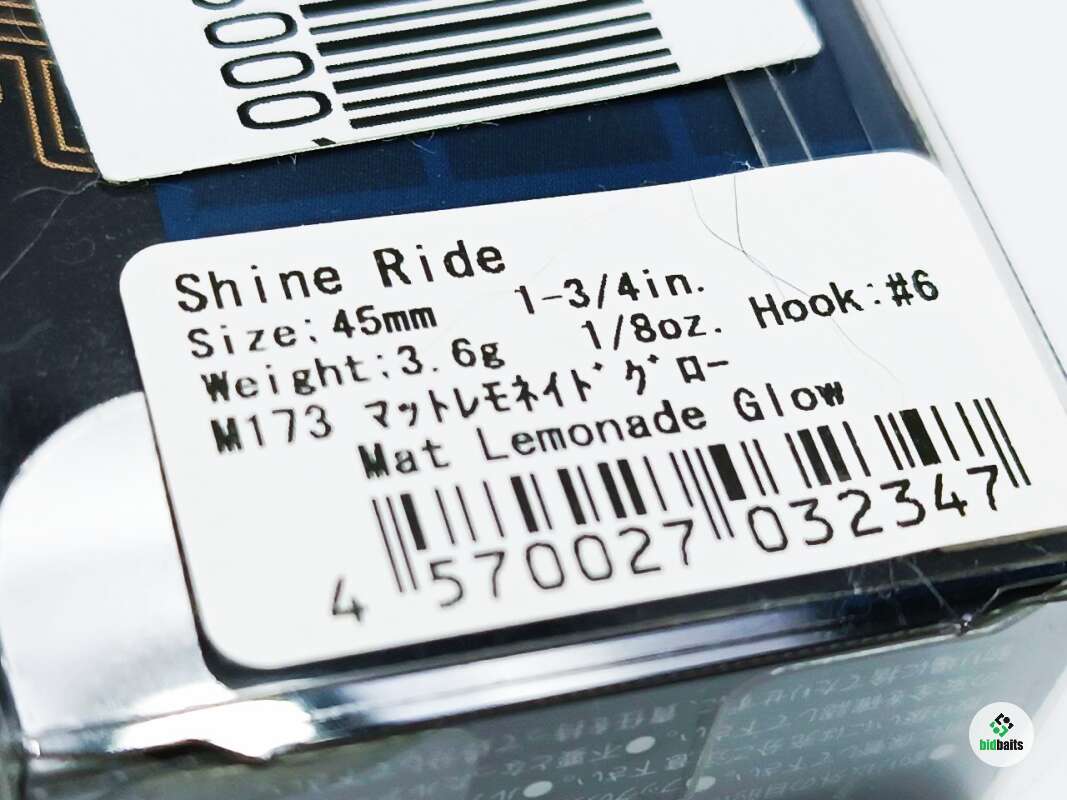 000
Shine Ride
Size:45mm 1-3/4in.
Weight:3.6g 1/8oz. Hook:#6
M173 マットレモネイドグロー
Mat Lemonade Glow
4 570027 032347
bidbaits